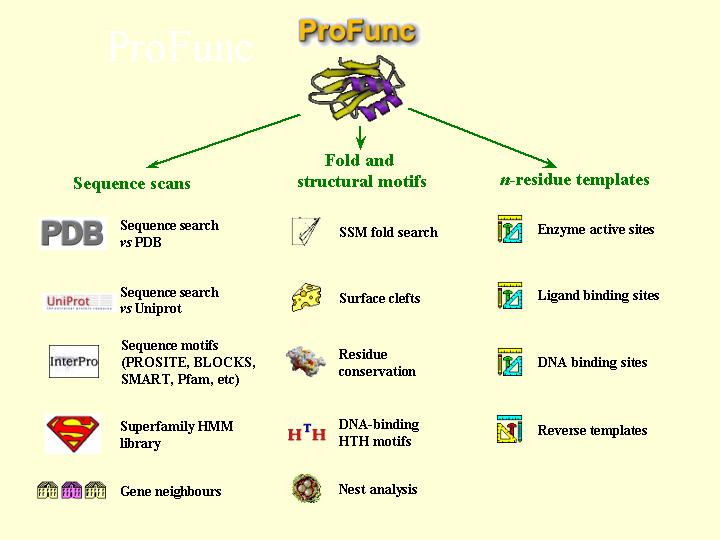 ProFunc
ProFunc
Fold and
structural motifs
Sequence scans
n-residue templates
PDB
Sequence search
vs PDB
SSM fold search
Enzyme active sites
UniProt
Sequence search
vs Uniprot
Surface clefts
Ligand binding sites
InterPro
Sequence motifs
(PROSITE, BLOCKS,
SMART, Pfam, etc)
Residue
conservation
DNA binding sites
S
Superfamily HMM
library
HTH
DNA-binding
HTH motifs
Reverse templates
Gene neighbours
Nest analysis